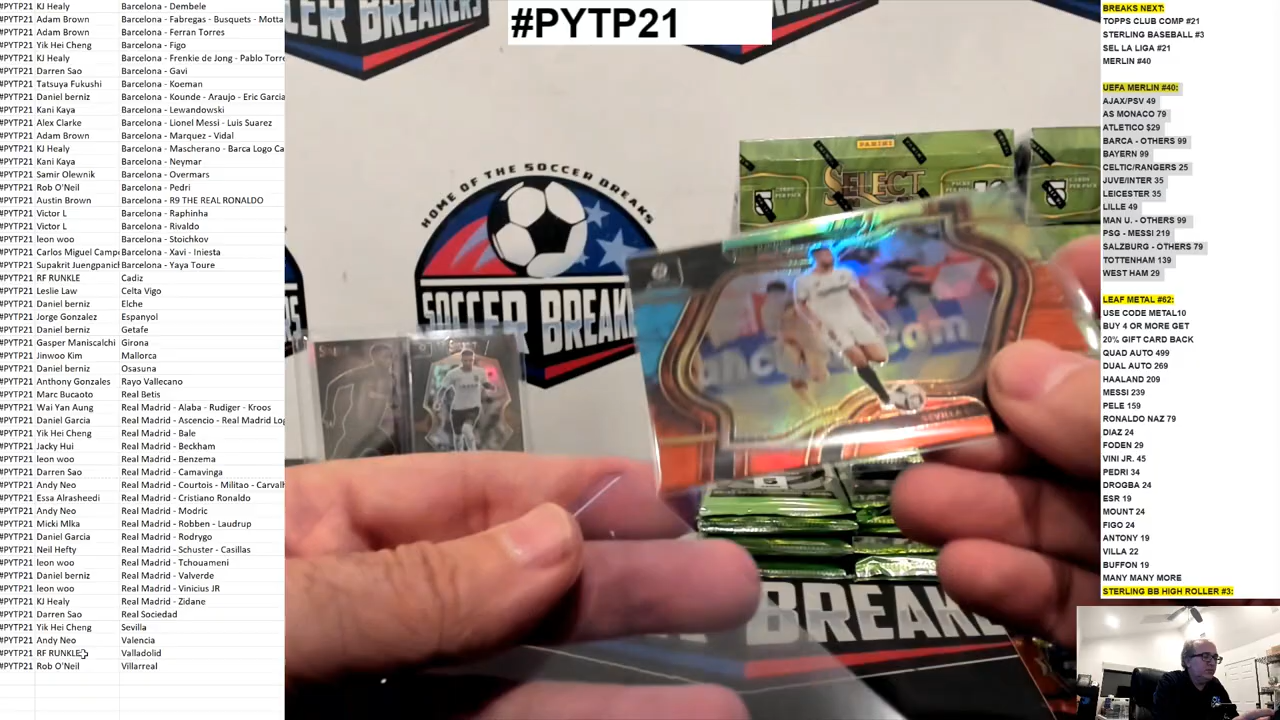 #PYTP21
#PYTP21 KJ Healy Barcelona - Dembele
#PYTP21 Adam Brown Barcelona - Fabregas - Busquets - Motta
#PYTP21 Adam Brown Barcelona - Ferran Torres
#PYTP21 Yik Hei Cheng Barcelona - Figo
#PYTP21 KJ Healy Barcelona - Frenkie de Jong - Pablo Torre
#PYTP21 Darren Sao Barcelona - Gavi
#PYTP21 Tatsuya Fukushi Barcelona - Koeman
#PYTP21 Daniel berniz Barcelona - Kounde - Araujo - Eric Garcia
#PYTP21 Kani Kaya Barcelona - Lewandowski
#PYTP21 Alex Clarke Barcelona - Lionel Messi - Luis Suarez
#PYTP21 Adam Brown Barcelona - Marquez - Vidal
#PYTP21 KJ Healy Barcelona - Mascherano - Barca Logo Ca
#PYTP21 Kani Kaya Barcelona - Neymar
#PYTP21 Samir Olewnik Barcelona - Overmars
#PYTP21 Rob O'Neil Barcelona - Pedri
#PYTP21 Austin Brown Barcelona - R9 THE REAL RONALDO
#PYTP21 Victor L Barcelona - Raphinha
#PYTP21 Victor L Barcelona - Rivaldo
#PYTP21 leon woo Barcelona - Stoichkov
#PYTP21 Carlos Miguel Camp Barcelona - Xavi - Iniesta
#PYTP21 Supakrit Juengpanich Barcelona - Yaya Toure
#PYTP21 RF RUNKLE Cadiz
#PYTP21 Leslie Law Celta Vigo
#PYTP21 Daniel berniz Elche
#PYTP21 Jorge Gonzalez Espanyol
#PYTP21 Daniel berniz Getafe
#PYTP21 Gasper Maniscalchi Girona
#PYTP21 Jinwoo Kim Mallorca
#PYTP21 Daniel berniz Osasuna
#PYTP21 Anthony Gonzales Rayo Vallecano
#PYTP21 Marc Bucaoto Real Betis
#PYTP21 Wai Yan Aung Real Madrid - Alaba - Rudiger - Kroos
#PYTP21 Daniel Garcia Real Madrid - Ascencio - Real Madrid Log
#PYTP21 Yik Hei Cheng Real Madrid - Bale
#PYTP21 Jacky Hui Real Madrid - Beckham
#PYTP21 leon woo Real Madrid - Benzema
#PYTP21 Darren Sao Real Madrid - Camavinga
#PYTP21 Andy Neo Real Madrid - Courtois - Militao - Carvalh
#PYTP21 Essa Alrasheedi Real Madrid - Cristiano Ronaldo
#PYTP21 Andy Neo Real Madrid - Modric
#PYTP21 Micki Mlka Real Madrid - Robben - Laudrup
#PYTP21 Daniel Garcia Real Madrid - Rodrygo
#PYTP21 Neil Hefty Real Madrid - Schuster - Casillas
#PYTP21 leon woo Real Madrid - Tchouameni
#PYTP21 Daniel berniz Real Madrid - Valverde
#PYTP21 leon woo Real Madrid - Vinicius JR
#PYTP21 KJ Healy Real Madrid - Zidane
#PYTP21 Darren Sao Real Sociedad
#PYTP21 Yik Hei Cheng Sevilla
#PYTP21 Andy Neo Valencia
#PYTP21 RF RUNKLE Valladolid
#PYTP21 Rob O'Neil Villarreal
BREAKERS
HOME OF THE SOCCER BREAKS
SOCCER BREAKE
PANINI
SELECT
SEVILLA
BREAKERS
BREAKS NEXT:
TOPPS CLUB COMP #21
STERLING BASEBALL #3
SEL LA LIGA #21
MERLIN #40
UEFA MERLIN #40:
AJAX/PSV 49
AS MONACO 79
ATLETICO $29
BARCA - OTHERS 99
BAYERN 99
CELTIC/RANGERS 25
JUVE/INTER 35
LEICESTER 35
LILLE 49
MAN U. - OTHERS 99
PSG - MESSI 219
SALZBURG - OTHERS 79
TOTTENHAM 139
WEST HAM 29
LEAF METAL #62:
USE CODE METAL10
BUY 4 OR MORE GET
20% GIFT CARD BACK
QUAD AUTO 499
DUAL AUTO 269
HAALAND 209
MESSI 239
PELE 159
RONALDO NAZ 79
DIAZ 24
FODEN 29
VINI JR. 45
PEDRI 34
DROGBA 24
ESR 19
MOUNT 24
FIGO 24
ANTONY 19
VILLA 22
BUFFON 19
MANY MANY MORE
STERLING BB HIGH ROLLER #3: